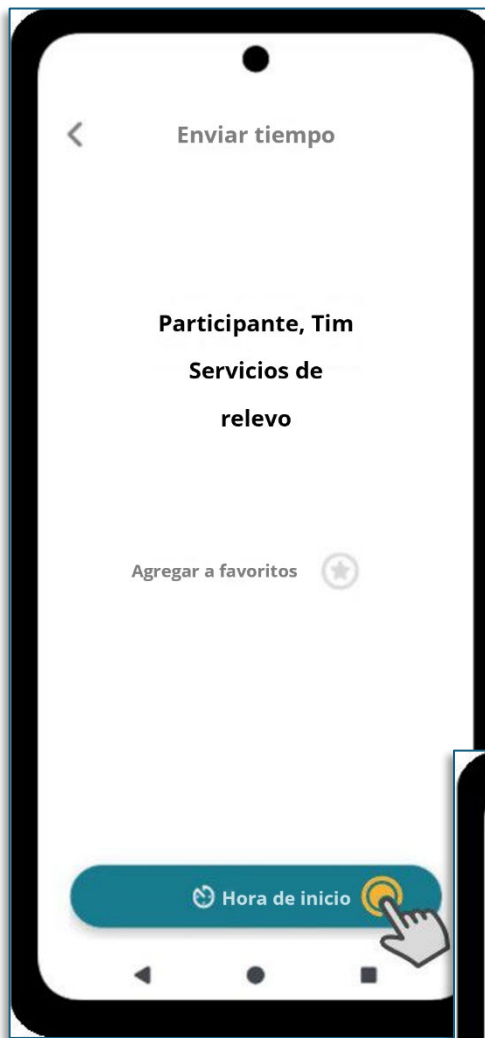 Enviar tiempo
Participante, Tim
Servicios de
relevo
Agregar a favoritos
Hora de inicio